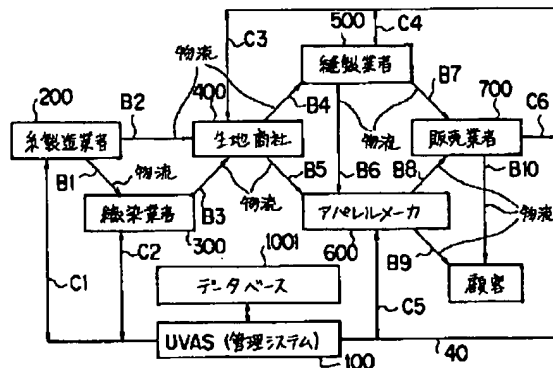 500
C3
C4
物流
縫製業者
200
400
B4
B7
700
B2
C6
糸製造業者
生地商社
物流
販売業者
B1
物流
B5
B6
B8
B10
織染業者
B3
物流
アパレルメーカ
物流
300
600
B9
C1
C2
1001
顧客
データベース
C5
UVAS (管理システム)
100
40